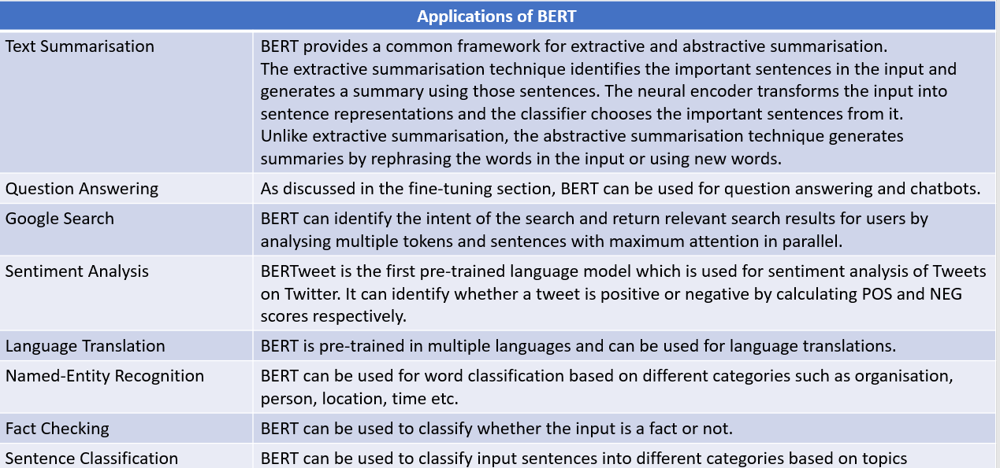 Applications of BERT
Text Summarisation
BERT provides a common framework for extractive and abstractive summarisation.
The extractive summarisation technique identifies the important sentences in the input and
generates a summary using those sentences. The neural encoder transforms the input into
sentence representations and the classifier chooses the important sentences from it.
Unlike extractive summarisation, the abstractive summarisation technique generates
summaries by rephrasing the words in the input or using new words.
Question Answering
As discussed in the fine-tuning section, BERT can be used for question answering and chatbots.
Google Search
BERT can identify the intent of the search and return relevant search results for users by
analysing multiple tokens and sentences with maximum attention in parallel.
Sentiment Analysis
BERTweet is the first pre-trained language model which is used for sentiment analysis of Tweets
on Twitter. It can identify whether a tweet is positive or negative by calculating POS and NEG
scores respectively.
Language Translation
BERT is pre-trained in multiple languages and can be used for language translations.
Named-Entity Recognition
BERT can be used for word classification based on different categories such as organisation,
person, location, time etc.
Fact Checking
BERT can be used to classify whether the input is a fact or not.
Sentence Classification
BERT can be used to classify input sentences into different categories based on topics